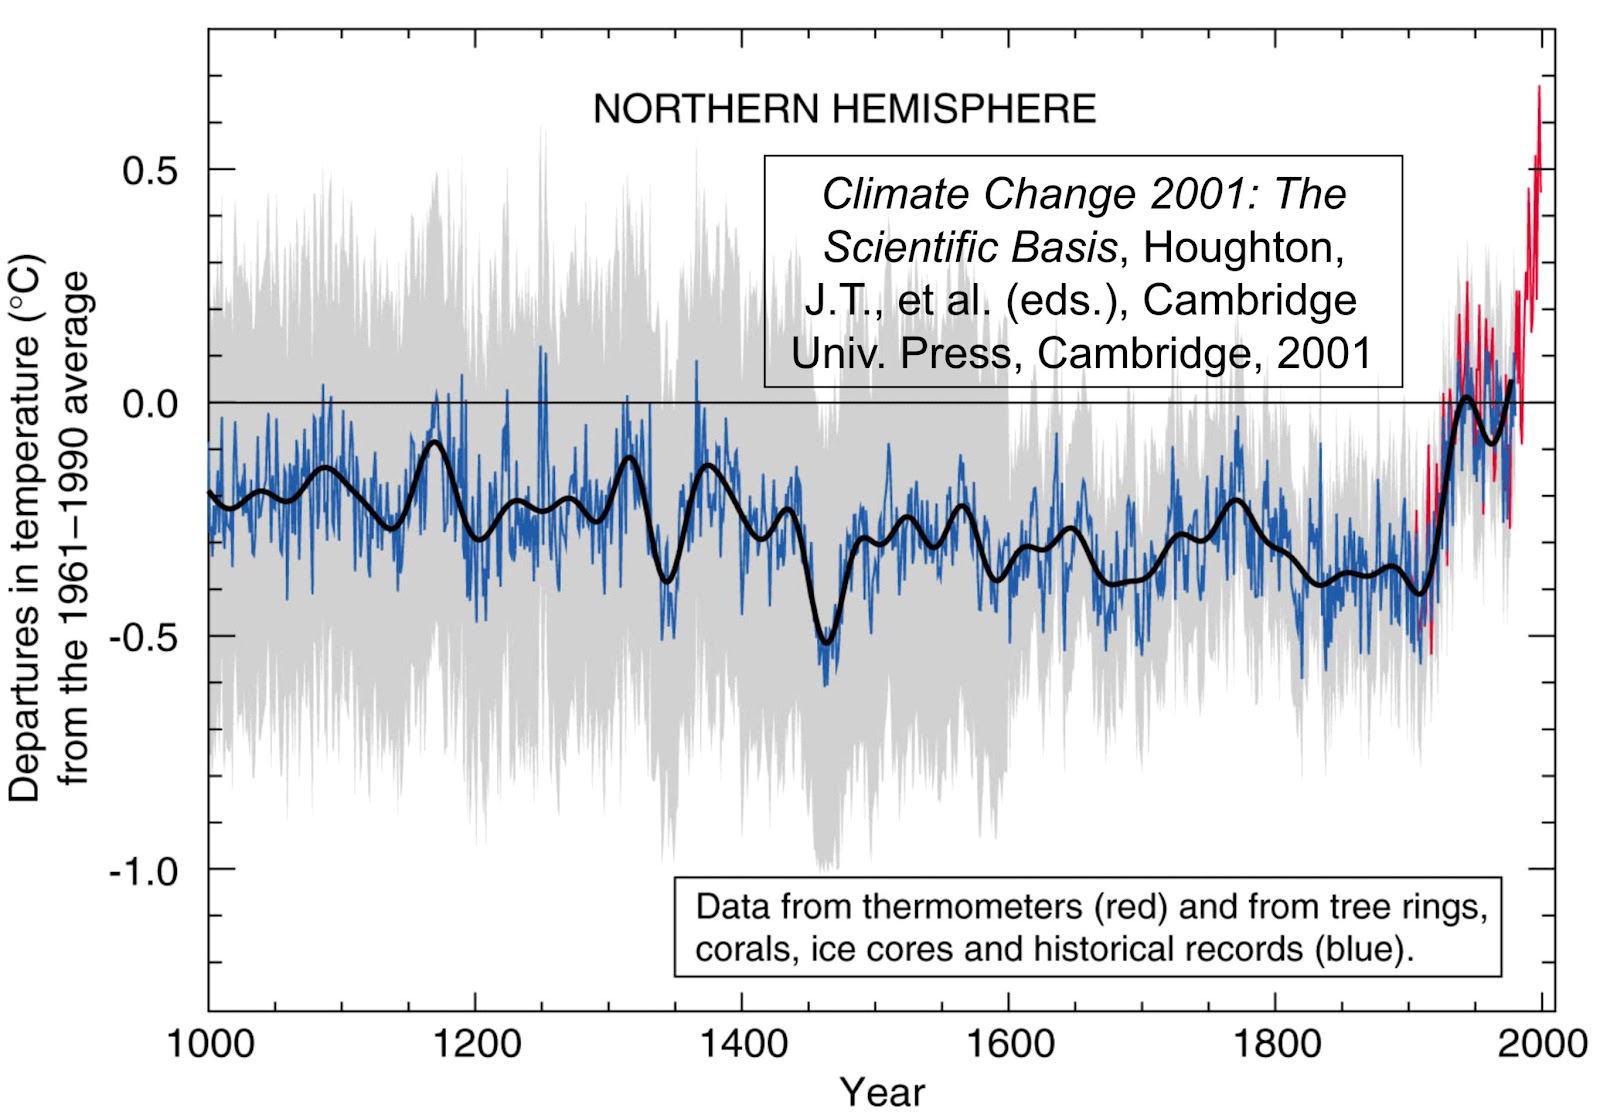 NORTHERN HEMISPHERE
Climate Change 2001: The
Scientific Basis, Houghton,
J.T., et al. (eds.), Cambridge
Univ. Press, Cambridge, 2001
Departures in temperature (°C)
from the 1961–1990 average
0.5
0.0
-0.5
-1.0
Data from thermometers (red) and from tree rings,
corals, ice cores and historical records (blue).
1000 1200 1400 1600 1800 2000
Year